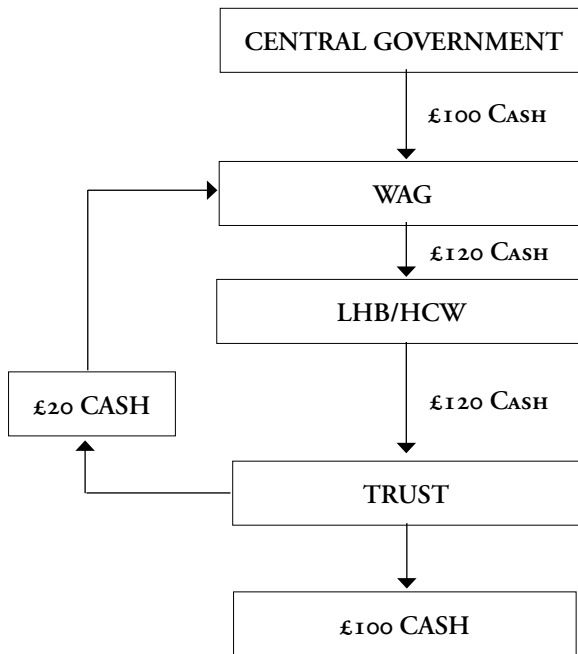 CENTRAL GOVERNMENT
£100 Cash
WAG
£120 Cash
LHB/HCW
£20 CASH
£120 Cash
TRUST
£100 CASH